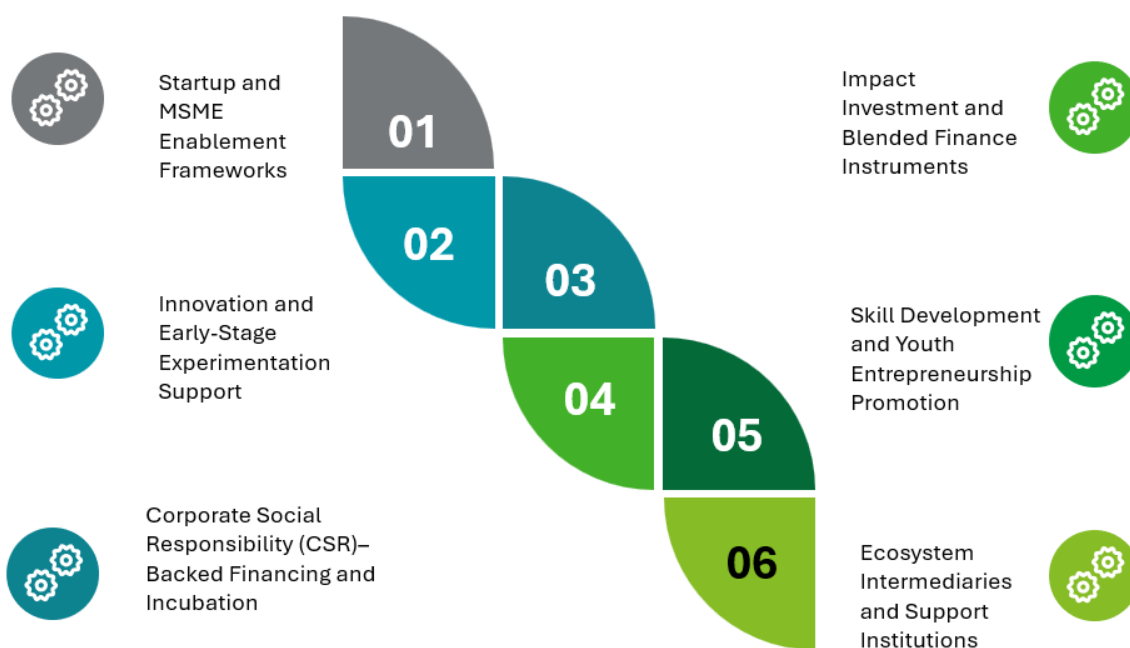 Startup and
MSME
Enablement
Frameworks
01
Impact
Investment and
Blended Finance
Instruments
02
03
Innovation and
Early-Stage
Experimentation
Support
Skill Development
and Youth
Entrepreneurship
Promotion
04
05
Corporate Social
Responsibility (CSR)–
Backed Financing and
Incubation
06
Ecosystem
Intermediaries
and Support
Institutions